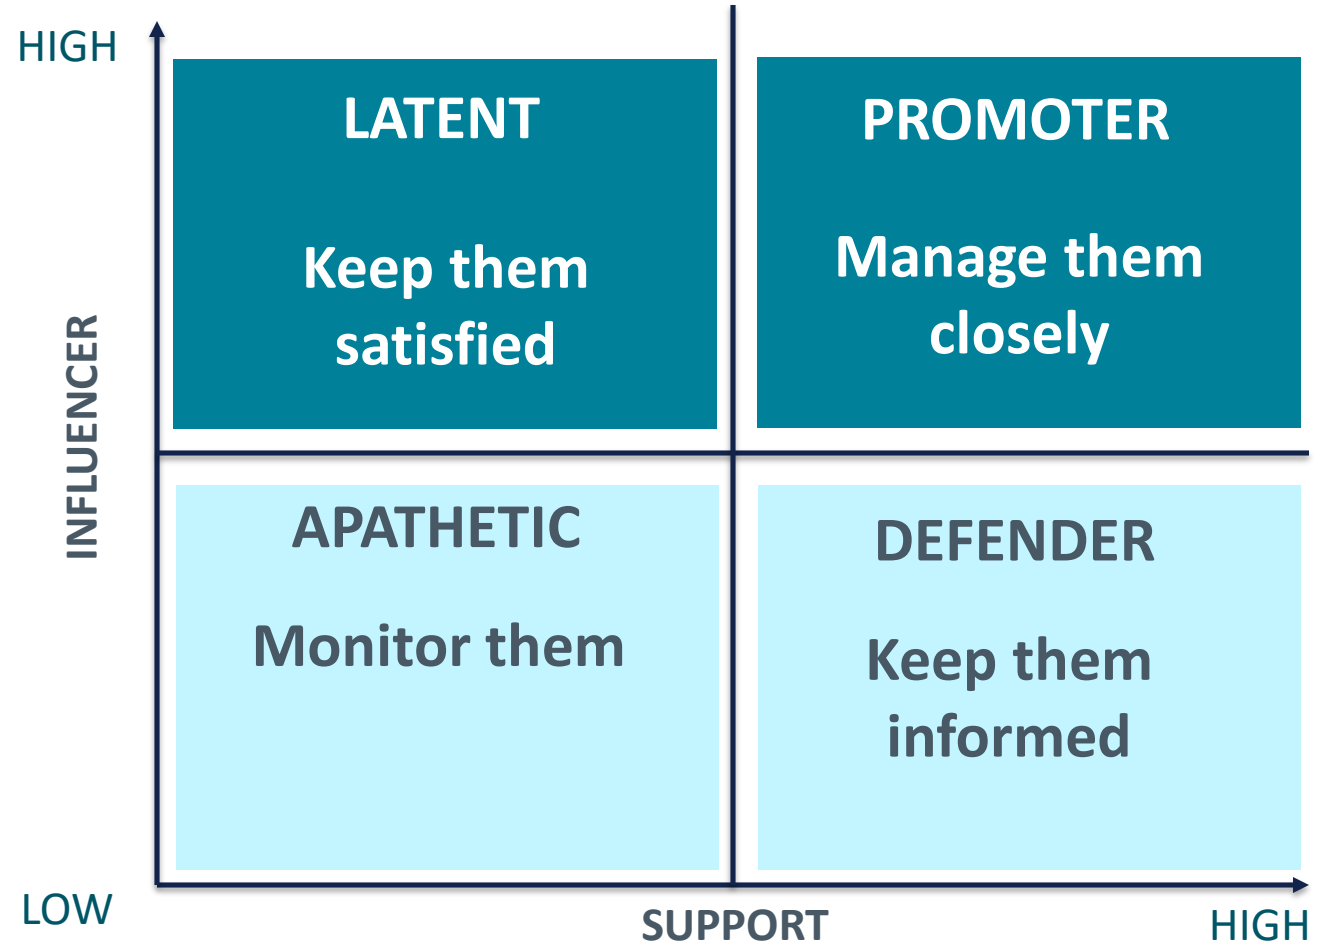 HIGH
LATENT
Keep them
satisfied
PROMOTER
Manage them
closely
INFLUENCER
APATHETIC
Monitor them
DEFENDER
Keep them
informed
LOW
SUPPORT
HIGH